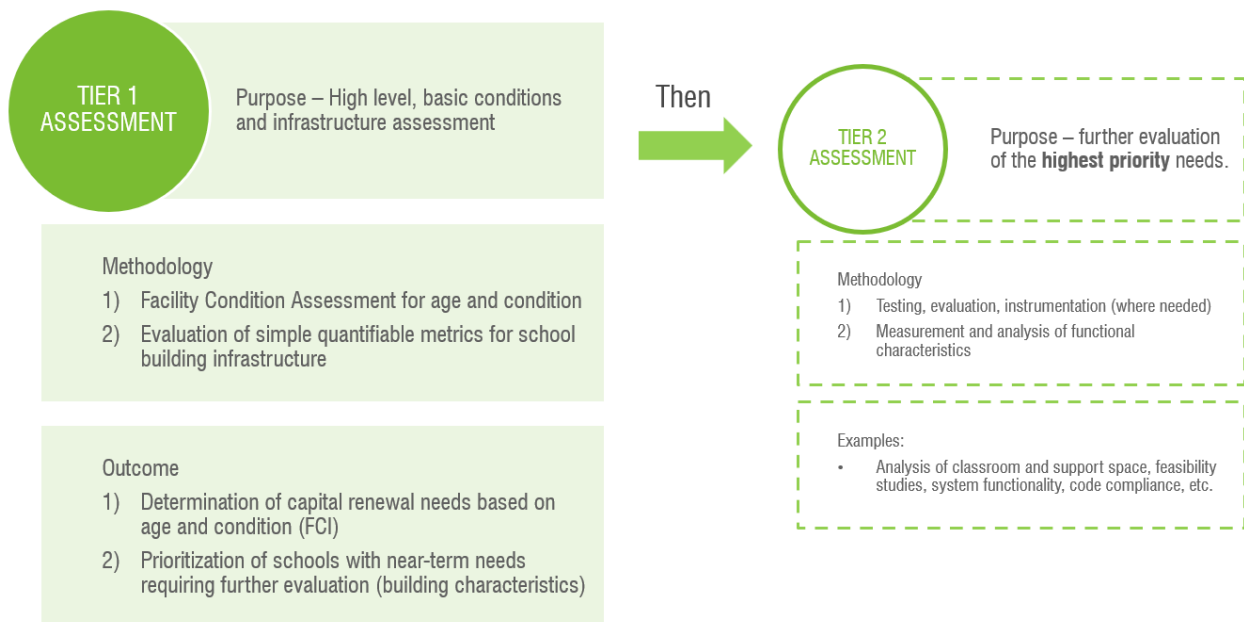 TIER 1
ASSESSMENT
Purpose – High level, basic conditions
and infrastructure assessment
Methodology
1) Facility Condition Assessment for age and condition
2) Evaluation of simple quantifiable metrics for school
building infrastructure
Outcome
1) Determination of capital renewal needs based on
age and condition (FCI)
2) Prioritization of schools with near-term needs
requiring further evaluation (building characteristics)
Then
TIER 2
ASSESSMENT
Purpose – further evaluation
of the highest priority needs.
Methodology
1) Testing, evaluation, instrumentation (where needed)
2) Measurement and analysis of functional
characteristics
Examples:
• Analysis of classroom and support space, feasibility
studies, system functionality, code compliance, etc.